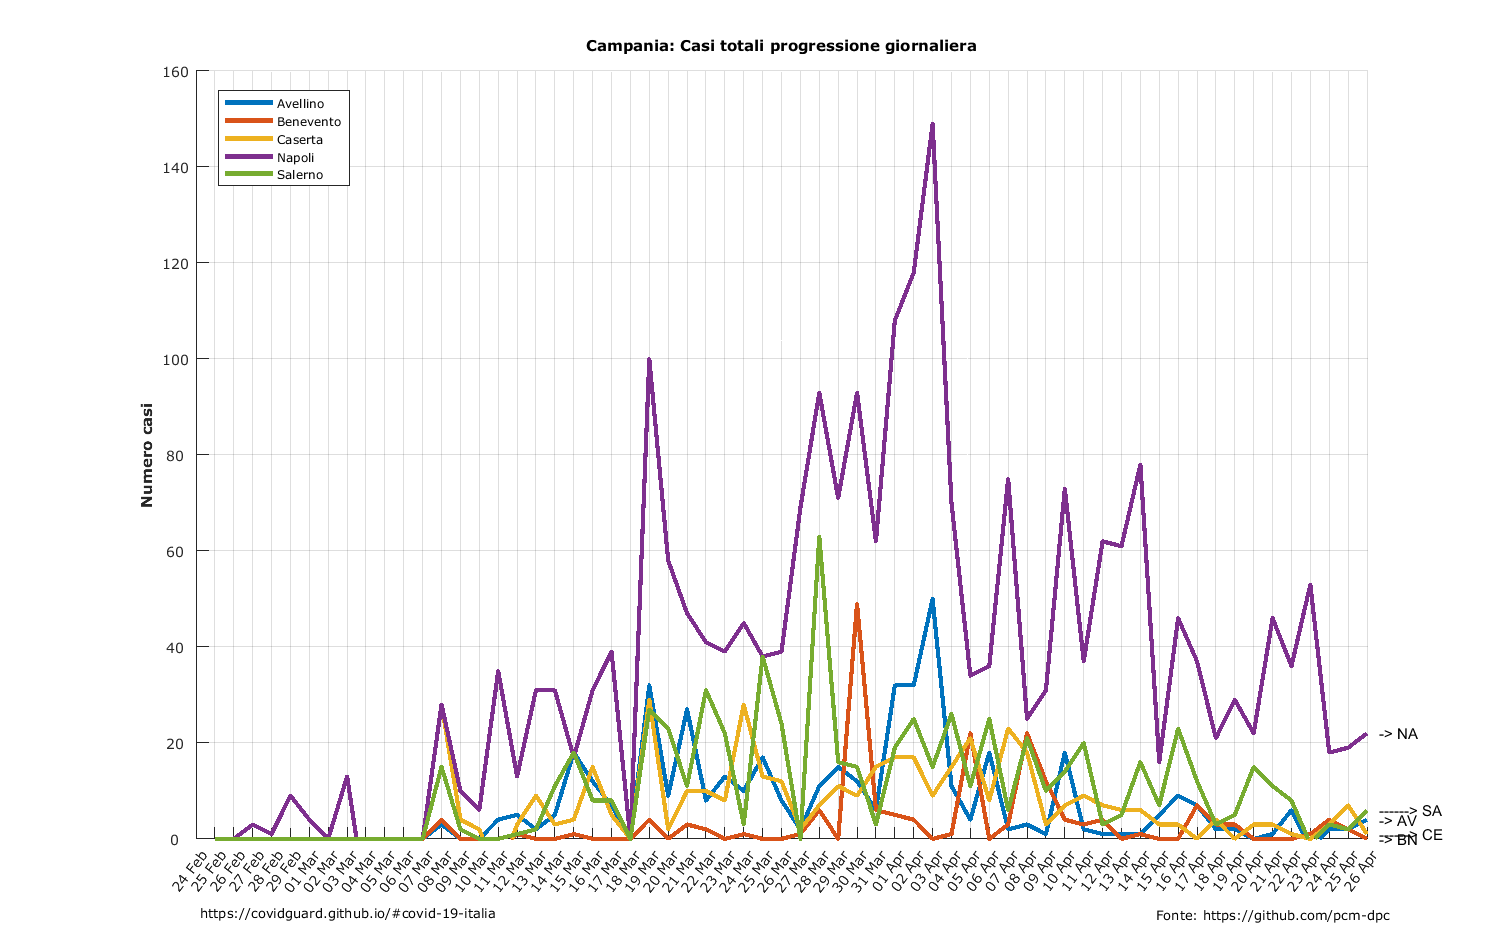 Campania: Casi totali progressione giornaliera
160
140
120
100
80
60
40
20
0
Numero casi
Avellino
Benevento
Caserta
Napoli
Salerno
-> NA
------> SA
-> AV
------> CE
-> BN
24 Feb
25 Feb
26 Feb
27 Feb
28 Feb
29 Feb
01 Mar
02 Mar
03 Mar
04 Mar
05 Mar
06 Mar
07 Mar
08 Mar
09 Mar
10 Mar
11 Mar
12 Mar
13 Mar
14 Mar
15 Mar
16 Mar
17 Mar
18 Mar
19 Mar
20 Mar
21 Mar
22 Mar
23 Mar
24 Mar
25 Mar
26 Mar
27 Mar
28 Mar
29 Mar
30 Mar
31 Mar
01 Apr
02 Apr
03 Apr
04 Apr
05 Apr
06 Apr
07 Apr
08 Apr
09 Apr
10 Apr
11 Apr
12 Apr
13 Apr
14 Apr
15 Apr
16 Apr
17 Apr
18 Apr
19 Apr
20 Apr
21 Apr
22 Apr
23 Apr
24 Apr
25 Apr
26 Apr
https://covidguard.github.io/#covid-19-italia
Fonte: https://github.com/pcm-dpc